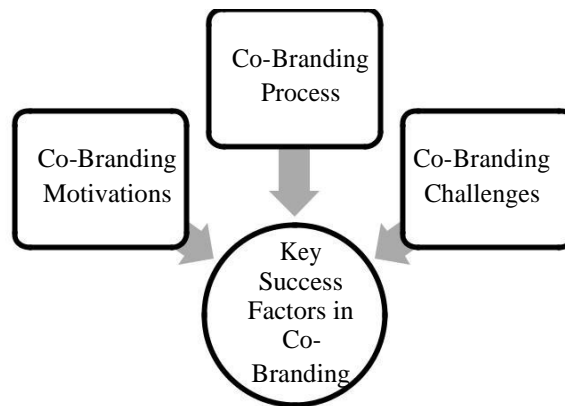 Co-Branding
Process
Co-Branding
Motivations
Co-Branding
Challenges
Key
Success
Factors in
Co-
Branding